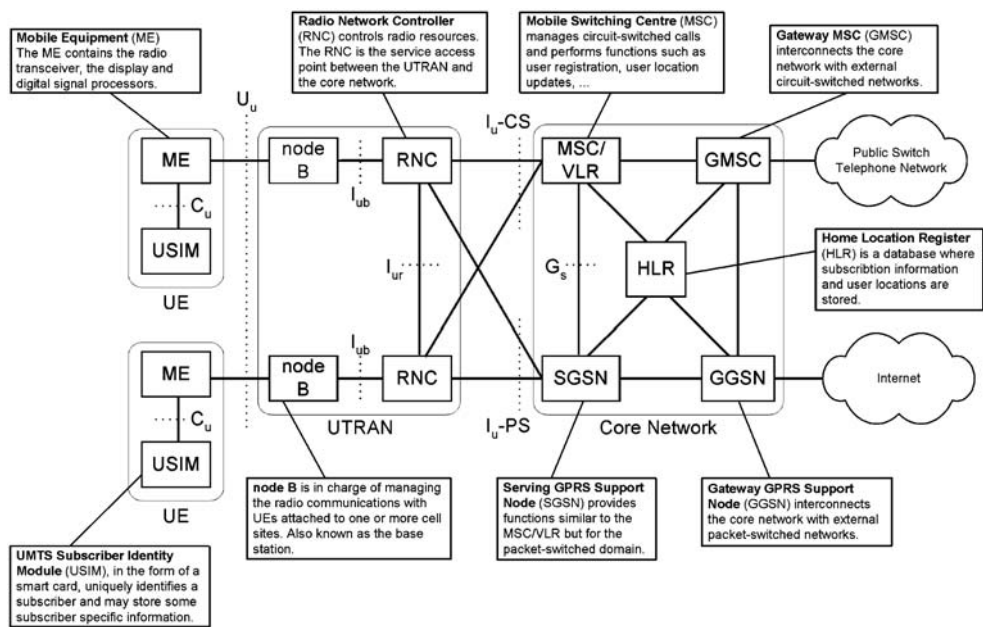 Mobile Equipment (ME)
The ME contains the radio
transceiver, the display and
digital signal processors.
Radio Network Controller
(RNC) controls radio resources.
The RNC is the service access
point between the UTRAN and
the core network.
Mobile Switching Centre (MSC)
manages circuit-switched calls
and performs functions such as
user registration, user location
updates, ...
Gateway MSC (GMSC)
interconnects the core
network with external
circuit-switched networks.
Uu
Iu-CS
ME
node
B
RNC
MSC/
VLR
GMSC
Public Switch
Telephone Network
Cu
Iub
USIM
UE
Iur
Gs
HLR
Home Location Register
(HLR) is a database where
subscribtion information
and user locations are
stored.
Iub
ME
node
B
RNC
SGSN
GGSN
Internet
Cu
USIM
UE
UTRAN
Iu-PS
Core Network
node B is in charge of managing
the radio communications with
UEs attached to one or more cell
sites. Also known as the base
station.
Serving GPRS Support
Node (SGSN) provides
functions similar to the
MSC/VLR but for the
packet-switched domain.
Gateway GPRS Support
Node (GGSN) interconnects
the core network with external
packet-switched networks.
UMTS Subscriber Identity
Module (USIM), in the form of a
smart card, uniquely identifies a
subscriber and may store some
subscriber specific information.